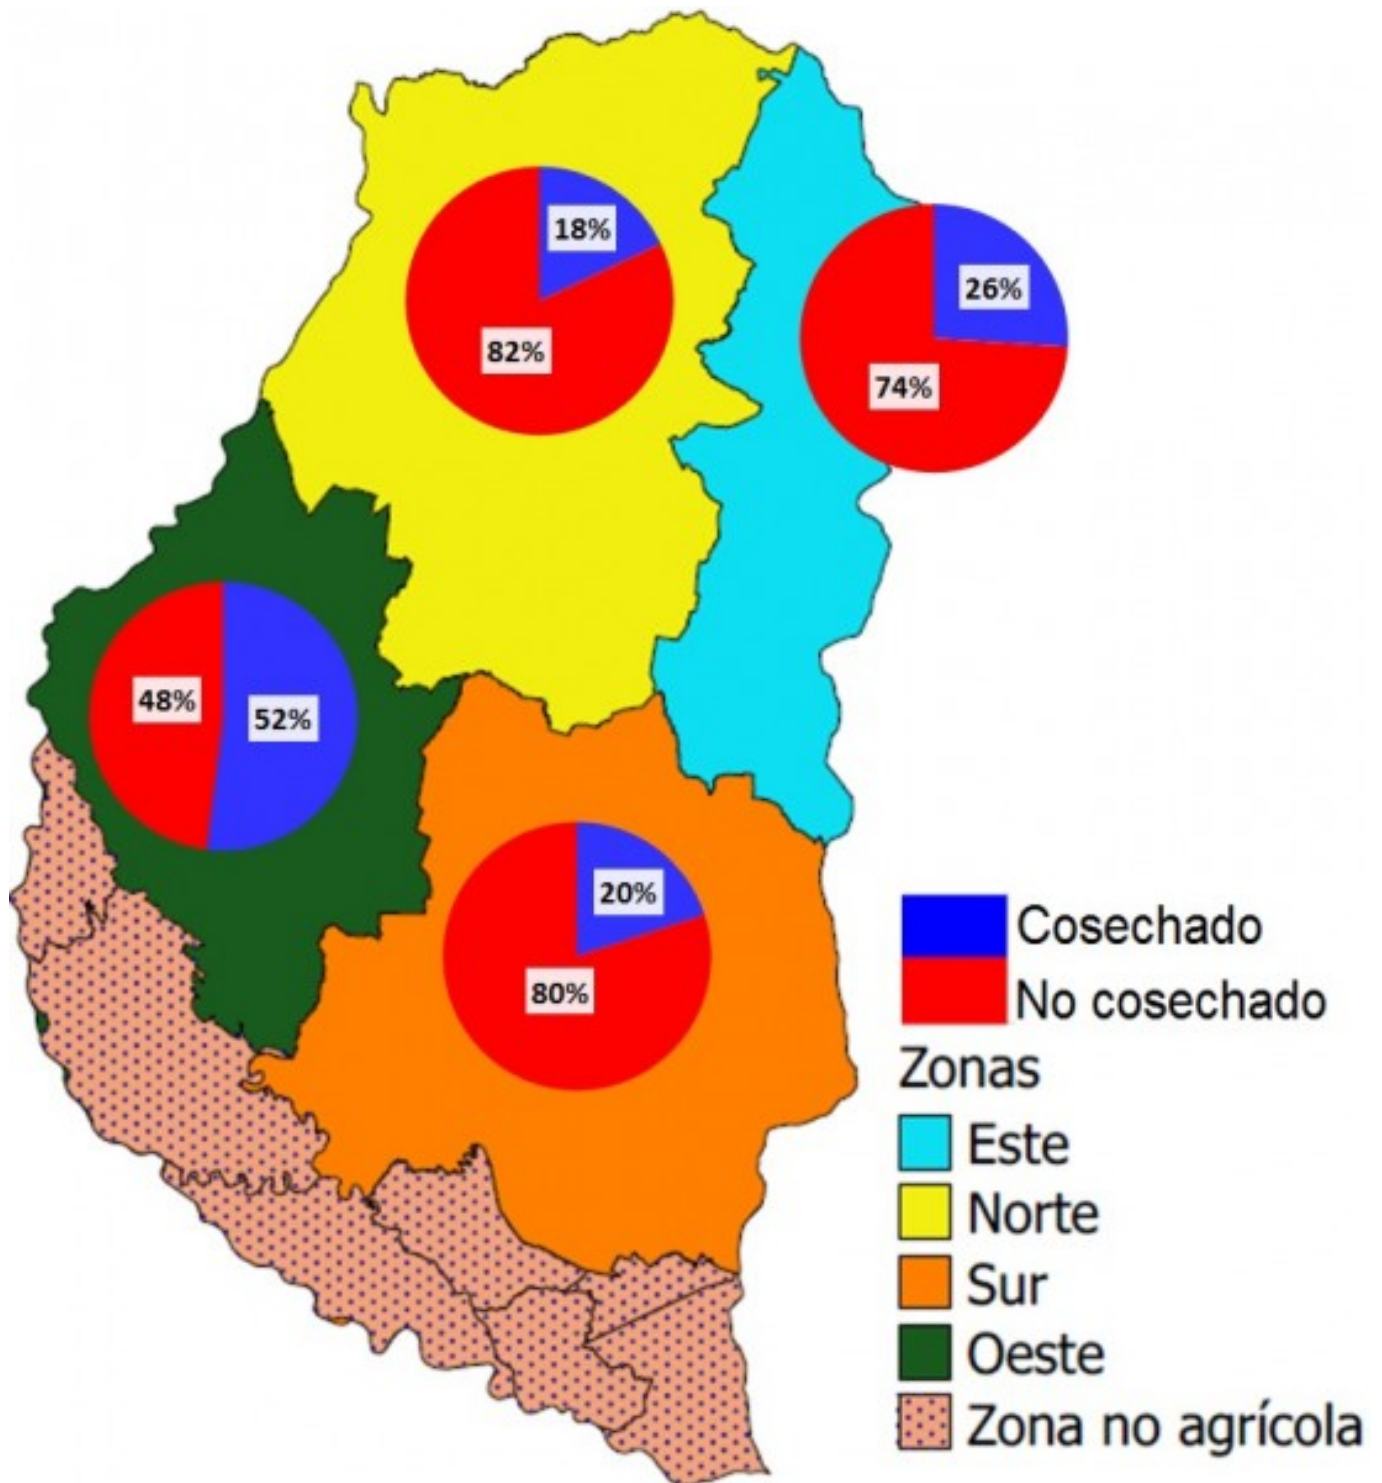 18%
82%
26%
74%
48%
52%
20%
80%
Cosechado
No cosechado
Zonas
Este
Norte
Sur
Oeste
Zona no agrícola